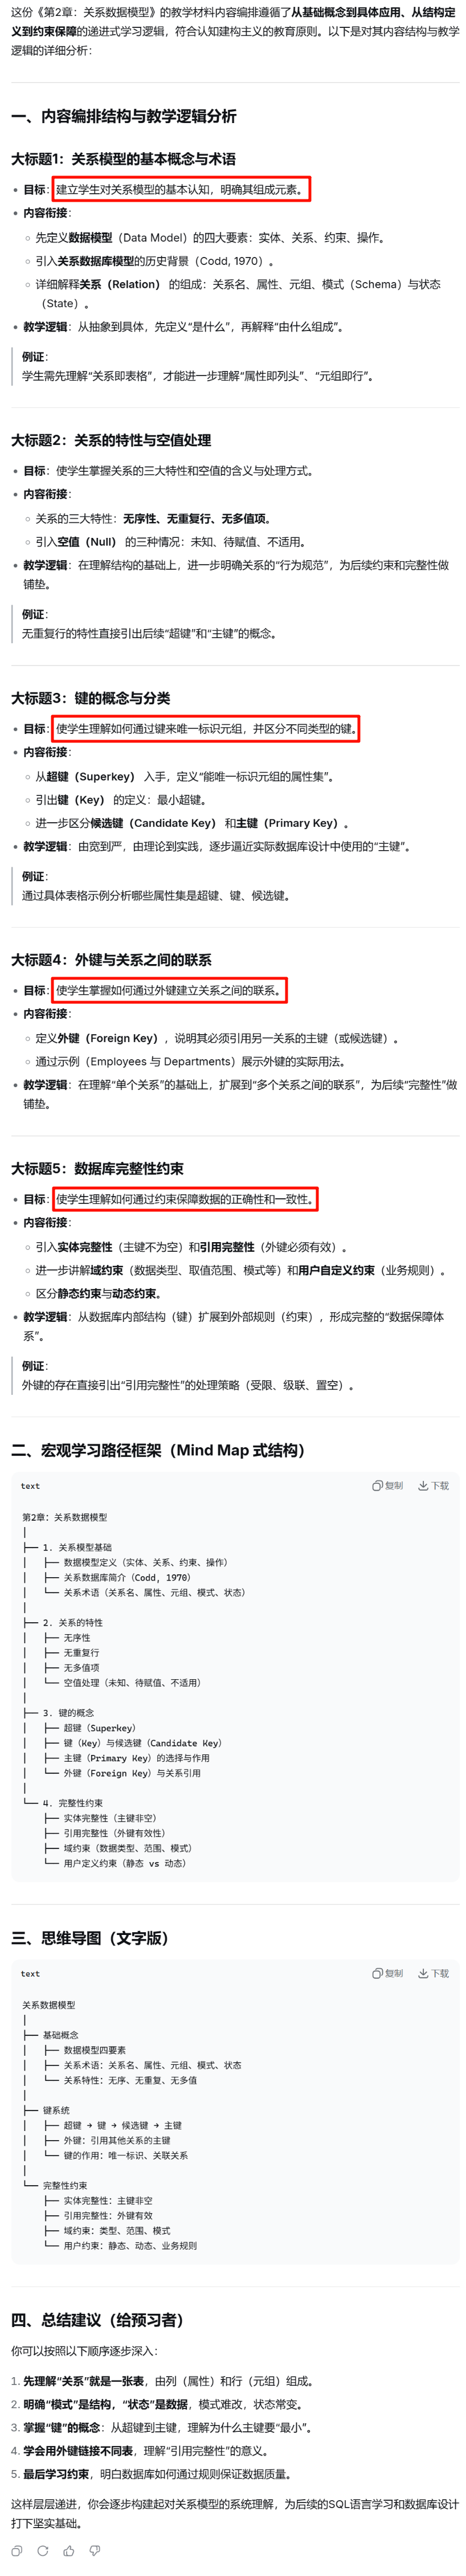 这份《第2章：关系数据模型》的教学材料内容编排遵循了从基础概念到具体应用、从结构定
义到约束保障的递进式学习逻辑，符合认知建构主义的教育原则。以下是对其内容结构与教学
逻辑的详细分析：
一、内容编排结构与教学逻辑分析
大标题1：关系模型的基本概念与术语
• 目标：建立学生对关系模型的基本认知，明确其组成元素。
• 内容衔接：
◦ 先定义数据模型（Data Model）的四大要素：实体、关系、约束、操作。
◦ 引入关系数据库模型的历史背景（Codd, 1970）。
◦ 详细解释关系（Relation）的组成：关系名、属性、元组、模式（Schema）与状态
（State）。
• 教学逻辑：从抽象到具体，先定义“是什么”，再解释“由什么组成”。
例证：
学生需先理解“关系即表格”，才能进一步理解“属性即列头”、“元组即行”。
大标题2：关系的特性与空值处理
• 目标：使学生掌握关系的三大特性和空值的含义与处理方式。
• 内容衔接：
◦ 关系的三大特性：无序性、无重复行、无多值项。
◦ 引入空值（Null）的三种情况：未知、待赋值、不适用。
• 教学逻辑：在理解结构的基础上，进一步明确关系的“行为规范”，为后续约束和完整性做
铺垫。
例证：
无重复行的特性直接引出后续“超键”和“主键”的概念。
大标题3：键的概念与分类
• 目标：使学生理解如何通过键来唯一标识元组，并区分不同类型的键。
• 内容衔接：
◦ 从超键（Superkey）入手，定义“能唯一标识元组的属性集”。
◦ 引出键（Key）的定义：最小超键。
◦ 进一步区分候选键（Candidate Key）和主键（Primary Key）。
• 教学逻辑：由宽到严，由理论到实践，逐步逼近实际数据库设计中使用的“主键”。
例证：
通过具体表格示例分析哪些属性集是超键、键、候选键。
大标题4：外键与关系之间的联系
• 目标：使学生掌握如何通过外键建立关系之间的联系。
• 内容衔接：
◦ 定义外键（Foreign Key），说明其必须引用另一关系的主键（或候选键）。
◦ 通过示例（Employees 与 Departments）展示外键的实际用法。
• 教学逻辑：在理解“单个关系”的基础上，扩展到“多个关系之间的联系”，为后续“完整性”做
铺垫。
大标题5：数据库完整性约束
• 目标：使学生理解如何通过约束保障数据的正确性和一致性。
• 内容衔接：
◦ 引入实体完整性（主键不为空）和引用完整性（外键必须有效）。
◦ 进一步讲解域约束（数据类型、取值范围、模式等）和用户自定义约束（业务规则）。
◦ 区分静态约束与动态约束。
• 教学逻辑：从数据库内部结构（键）扩展到外部规则（约束），形成完整的“数据保障体
系”。
例证：
外键的存在直接引出“引用完整性”的处理策略（受限、级联、置空）。
二、宏观学习路径框架（Mind Map 式结构）
text 复制 下载
第2章：关系数据模型
│
├── 1. 关系模型基础
│   ├── 数据模型定义（实体、关系、约束、操作）
│   ├── 关系数据库简介（Codd, 1970）
│   └── 关系术语（关系名、属性、元组、模式、状态）
│
├── 2. 关系的特性
│   ├── 无序性
│   ├── 无重复行
│   ├── 无多值项
│   └── 空值处理（未知、待赋值、不适用）
│
├── 3. 键的概念
│   ├── 超键（Superkey）
│   ├── 键（Key）与候选键（Candidate Key）
│   ├── 主键（Primary Key）的选择与作用
│   └── 外键（Foreign Key）与关系引用
│
└── 4. 完整性约束
    ├── 实体完整性（主键非空）
    ├── 引用完整性（外键有效性）
    ├── 域约束（数据类型、范围、模式）
    └── 用户定义约束（静态 vs 动态）
三、思维导图（文字版）
text 复制 下载
关系数据模型
│
├── 基础概念
│   ├── 数据模型四要素
│   ├── 关系术语：关系名、属性、元组、模式、状态
│   └── 关系特性：无序、无重复、无多值
│
├── 键系统
│   ├── 超键 → 键 → 候选键 → 主键
│   ├── 外键：引用其他关系的主键
│   └── 键的作用：唯一标识、关联关系
│
└── 完整性约束
    ├── 实体完整性：主键非空
    ├── 引用完整性：外键有效
    ├── 域约束：类型、范围、模式
    └── 用户约束：静态、动态、业务规则
四、总结建议（给预习者）
你可以按照以下顺序逐步深入：
1. 先理解“关系”就是一张表，由列（属性）和行（元组）组成。
2. 明确“模式”是结构，“状态”是数据，模式难改，状态常变。
3. 掌握“键”的概念：从超键到主键，理解为什么主键要“最小”。
4. 学会用外键链接不同表，理解“引用完整性”的意义。
5. 最后学习约束，明白数据库如何通过规则保证数据质量。
这样层层递进，你会逐步构建起对关系模型的系统理解，为后续的SQL语言学习和数据库设计
打下坚实基础。